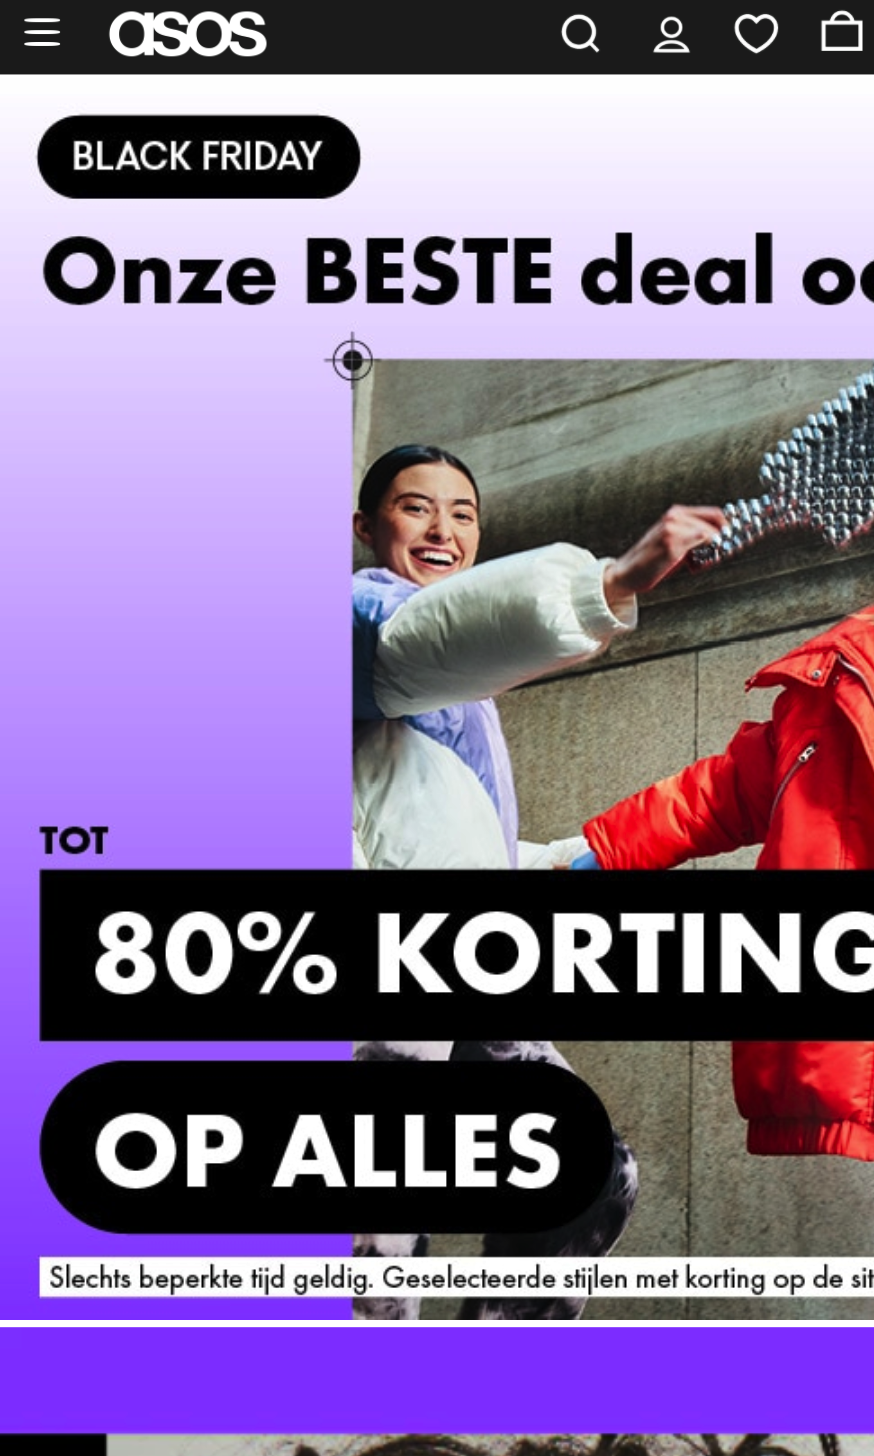 asos
BLACK FRIDAY
Onze BESTE deal
TOT
80% KORTING
OP ALLES
Slechts beperkte tijd geldig. Geselecteerde stijlen met korting op de